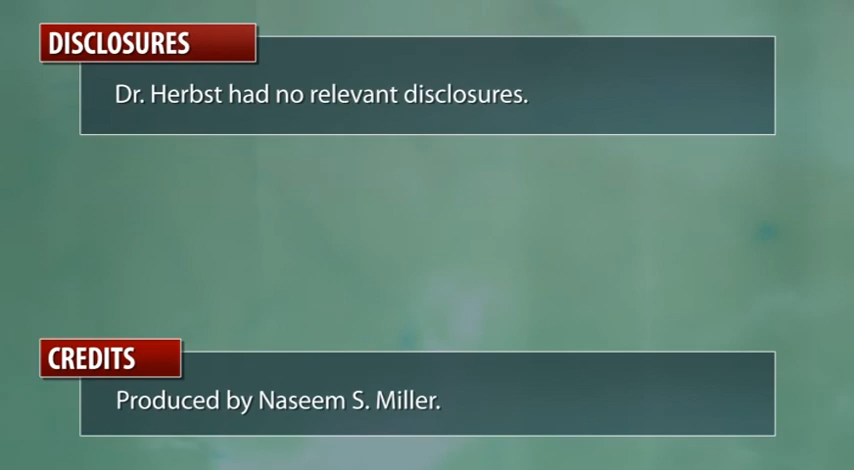 DISCLOSURES
Dr. Herbst had no relevant disclosures.
CREDITS
Produced by Naseem S. Miller.